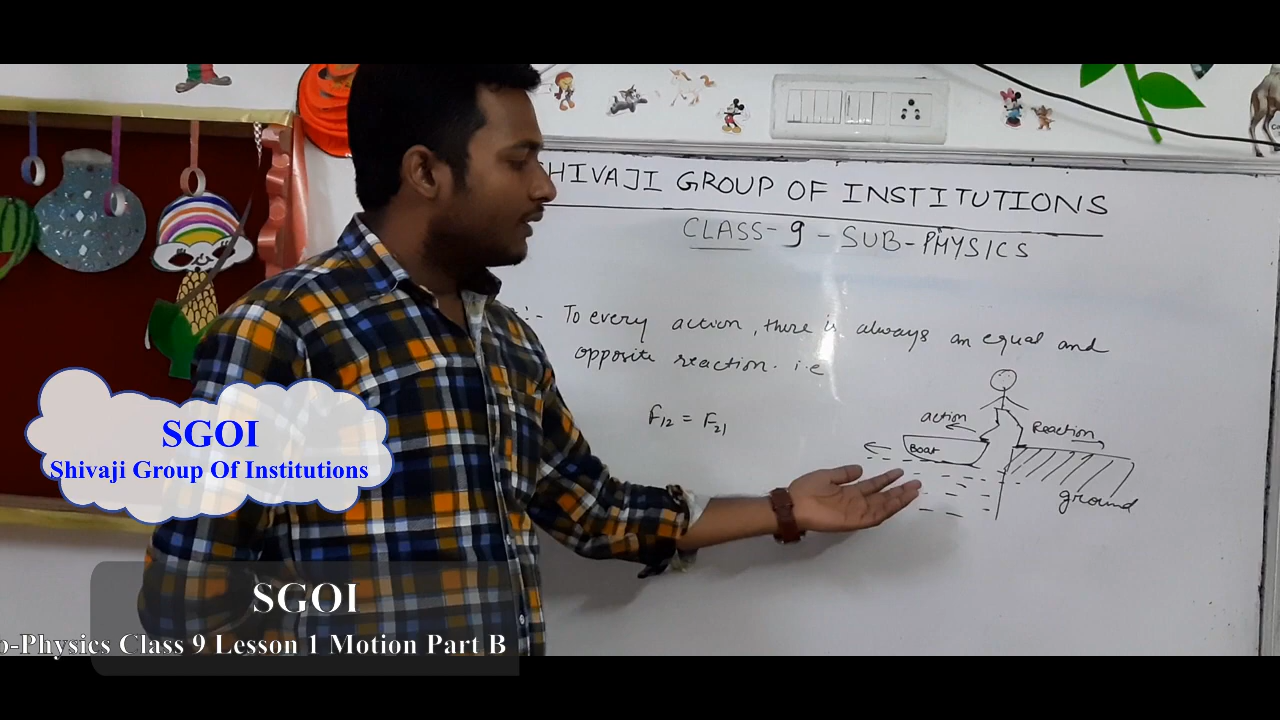 HIVAJI GROUP OF INSTITUTIONS
CLASS-9-SUB-PHYSICS
:- To every action, there is always an equal and
opposite reaction. i.e
F12 = F21
action
Reaction
Boat
ground
SGOI
Shivaji Group Of Institutions
SGOI
-Physics Class 9 Lesson 1 Motion Part B